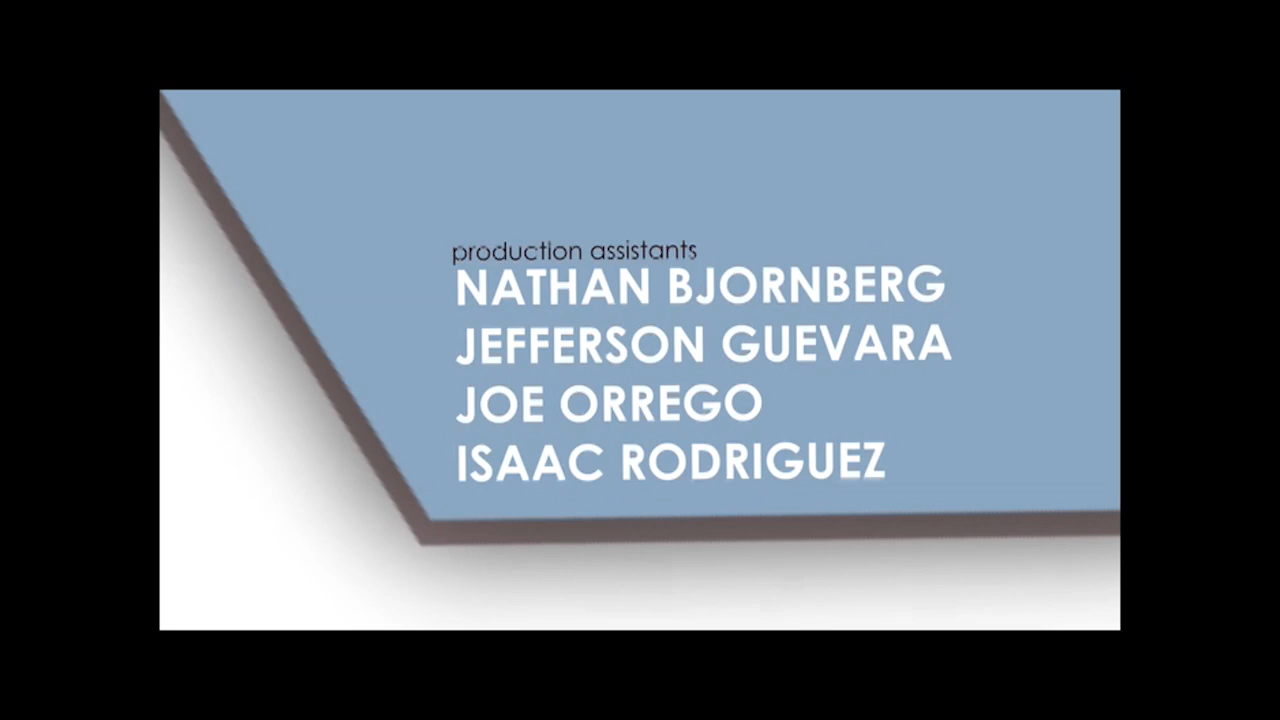 production assistants
NATHAN BJORNBERG
JEFFERSON GUEVARA
JOE ORREGO
ISAAC RODRIGUEZ